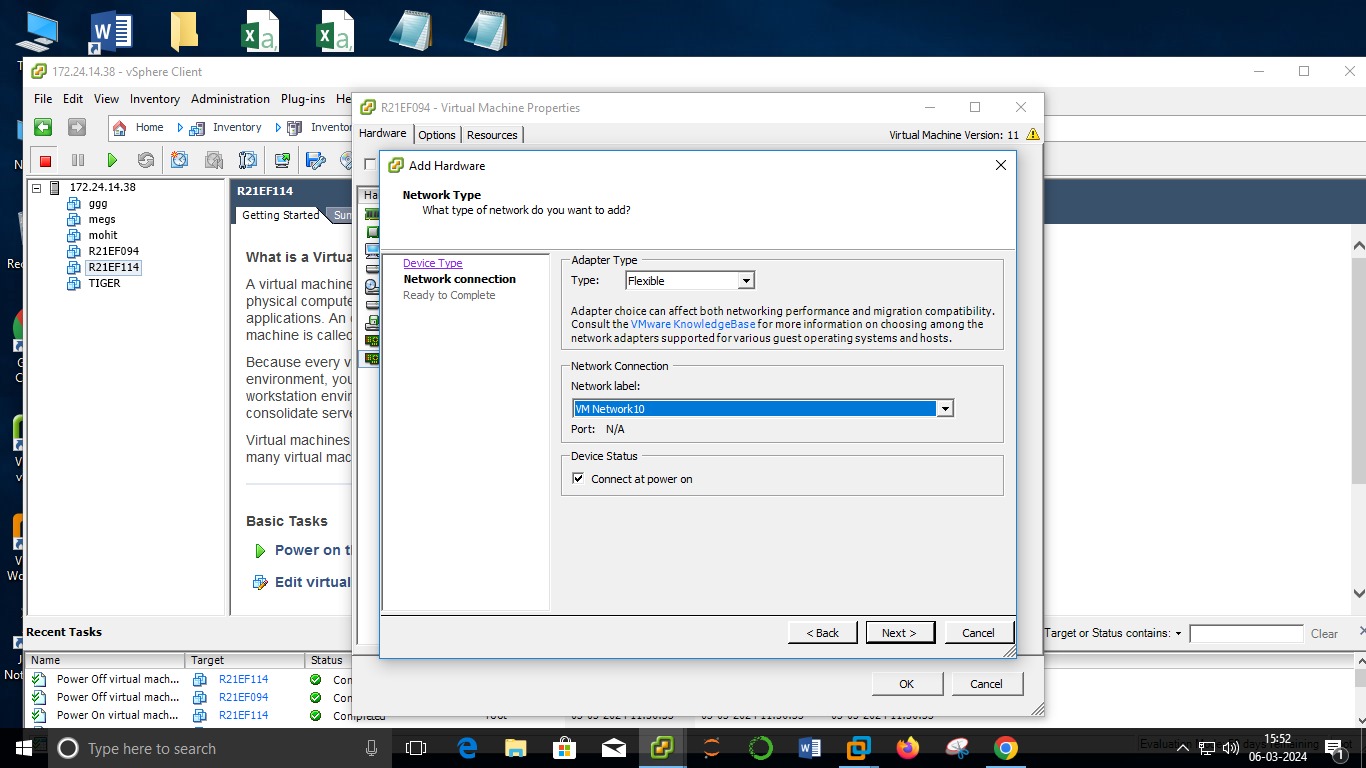 172.24.14.38 - vSphere Client
File Edit View Inventory Administration Plug-ins He
Home Inventory Invento
R21EF094 - Virtual Machine Properties
Hardware Options Resources
Virtual Machine Version: 11
172.24.14.38
ggg
megs
mohit
R21EF094
R21EF114
TIGER
R21EF114
Getting Started Sun
What is a Virtua
A virtual machine
physical compute
applications. An
machine is called
Because every v
environment, you
workstation envir
consolidate serve
Virtual machines
many virtual mac
Basic Tasks
Power on t
Edit virtual
Ha
Add Hardware
Network Type
What type of network do you want to add?
Device Type
Network connection
Ready to Complete
Adapter Type
Type: Flexible
Adapter choice can affect both networking performance and migration compatibility.
Consult the VMware KnowledgeBase for more information on choosing among the
network adapters supported for various guest operating systems and hosts.
Network Connection
Network label:
VM Network10
Port: N/A
Device Status
Connect at power on
< Back Next > Cancel
OK Cancel
Recent Tasks
Target or Status contains: Clear
Name Target Status
Power Off virtual mach... R21EF114 Con
Power Off virtual mach... R21EF094 Con
Power On virtual mach... R21EF114 Completed
Type here to search
15:52
06-03-2024